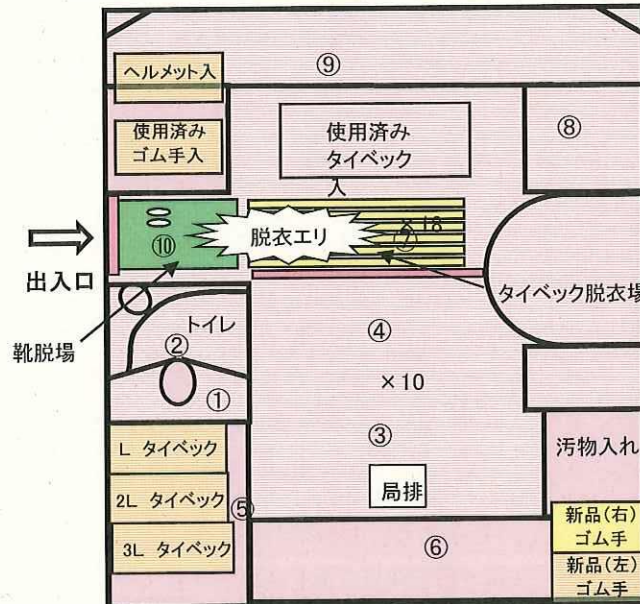 ⑨
ヘルメット入
使用済み
ゴム手入
使用済み
タイベック
入
⑧
×18
⑦
⑩
脱衣エリ
出入口
タイベック脱衣場
靴脱場
トイレ
②
①
④
×10
③
局排
L タイベック
2L タイベック
3L タイベック
⑤
⑥
汚物入れ
新品(右)
ゴム手
新品(左)
ゴム手